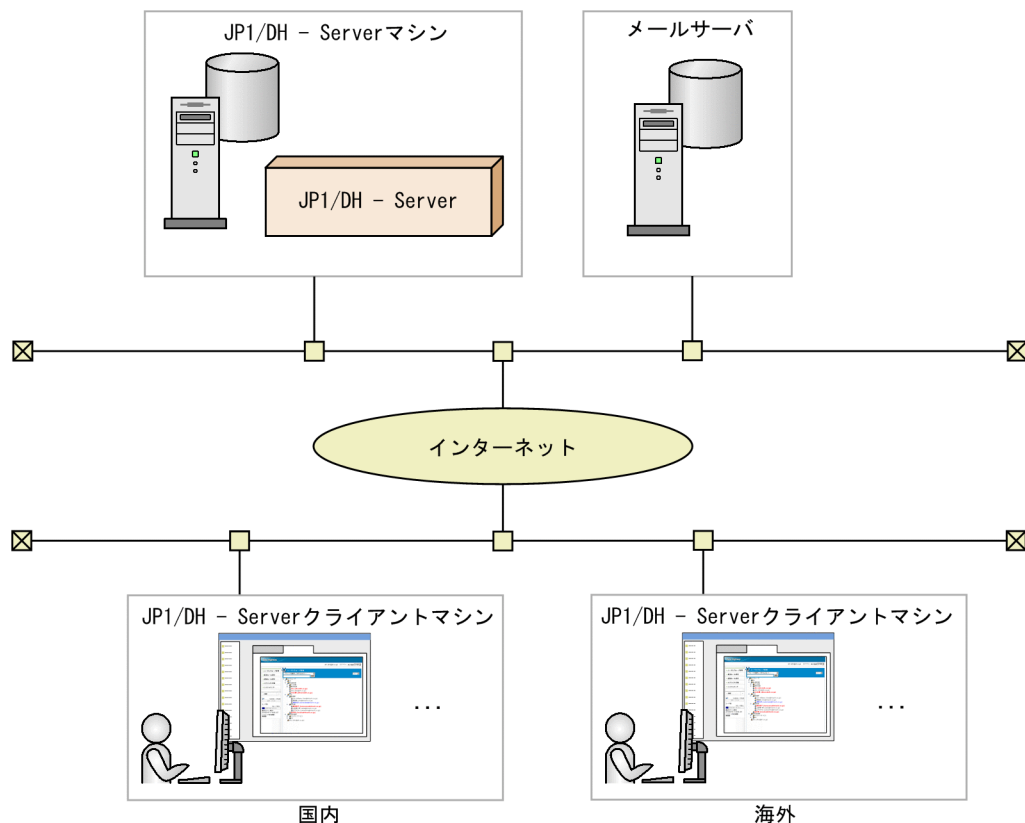 JP1/DH - Serverマシン
メールサーバ
JP1/DH - Server
インターネット
JP1/DH - Serverクライアントマシン
JP1/DH - Serverクライアントマシン
...
...
国内
海外